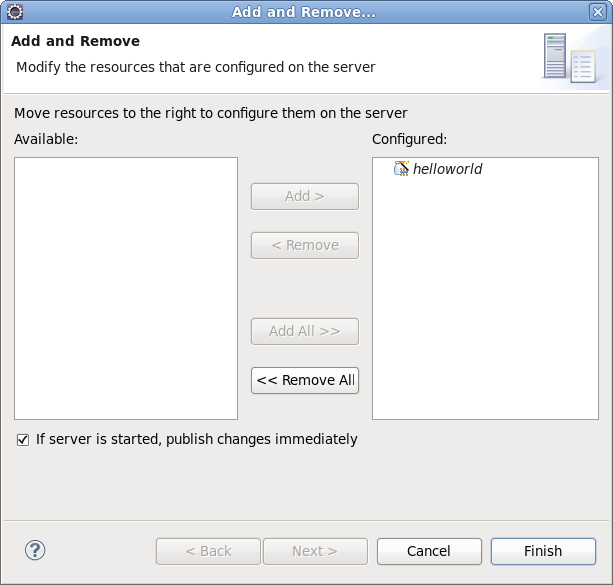 Add and Remove...
Add and Remove
Modify the resources that are configured on the server
Move resources to the right to configure them on the server
Available:
Configured:
helloworld
Add >
< Remove
Add All >>
<< Remove All
If server is started, publish changes immediately
?
< Back
Next >
Cancel
Finish